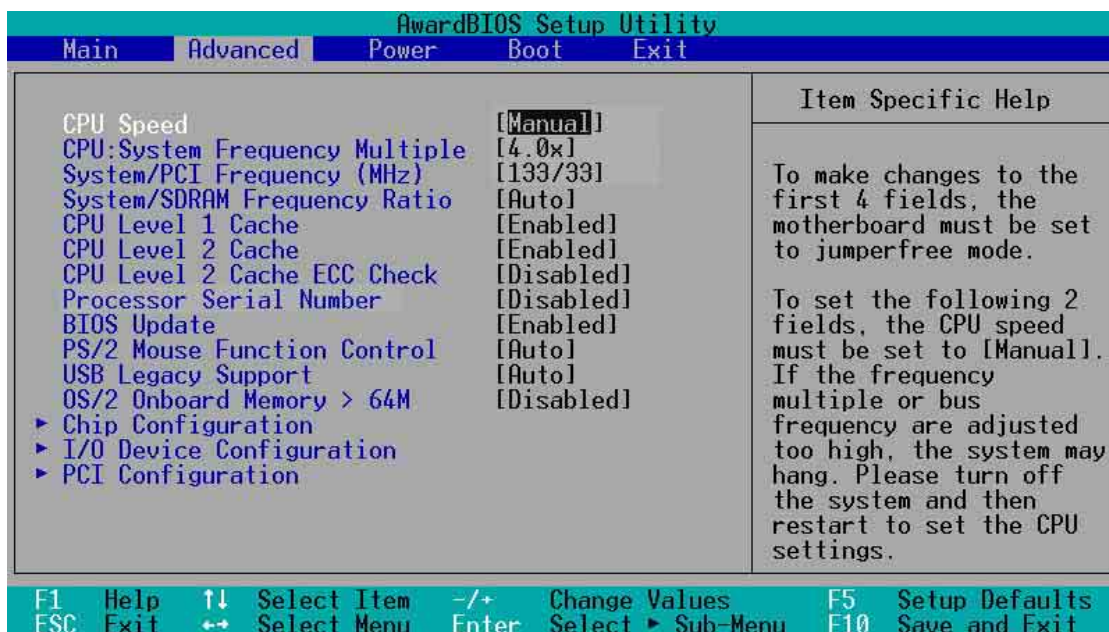 AwardBIOS Setup Utility
Main Advanced Power Boot Exit
CPU Speed [Manual]
CPU:System Frequency Multiple [4.0x]
System/PCI Frequency (MHz) [133/33]
System/SDRAM Frequency Ratio [Auto]
CPU Level 1 Cache [Enabled]
CPU Level 2 Cache [Enabled]
CPU Level 2 Cache ECC Check [Disabled]
Processor Serial Number [Disabled]
BIOS Update [Enabled]
PS/2 Mouse Function Control [Auto]
USB Legacy Support [Auto]
OS/2 Onboard Memory > 64M [Disabled]
► Chip Configuration
► I/O Device Configuration
► PCI Configuration
Item Specific Help
To make changes to the
first 4 fields, the
motherboard must be set
to jumperfree mode.
To set the following 2
fields, the CPU speed
must be set to [Manual].
If the frequency
multiple or bus
frequency are adjusted
too high, the system may
hang. Please turn off
the system and then
restart to set the CPU
settings.
F1 Help ↑↓ Select Item -/+ Change Values F5 Setup Defaults
ESC Exit ←→ Select Menu Enter Select ► Sub-Menu F10 Save and Exit